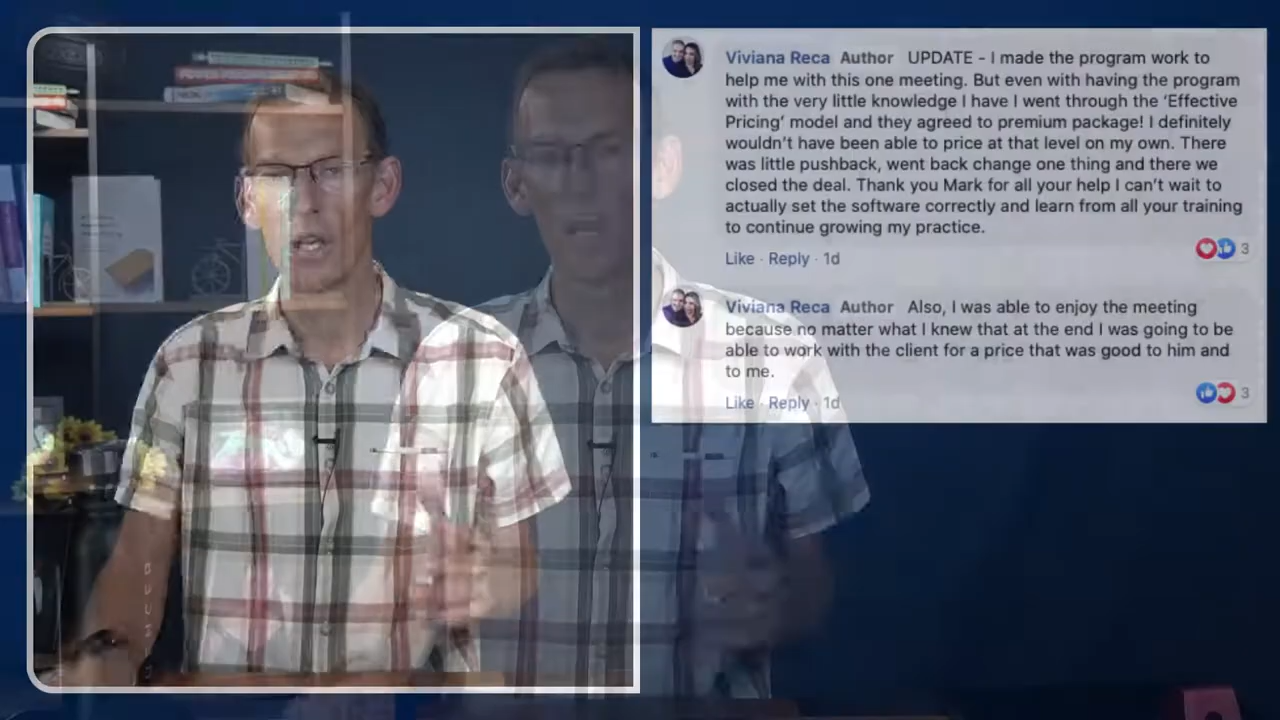 Viviana Reca Author UPDATE - I made the program work to
help me with this one meeting. But even with having the program
with the very little knowledge I have I went through the ‘Effective
Pricing’ model and they agreed to premium package! I definitely
wouldn’t have been able to price at that level on my own. There
was little pushback, went back change one thing and there we
closed the deal. Thank you Mark for all your help I can’t wait to
actually set the software correctly and learn from all your training
to continue growing my practice.
Like · Reply · 1d
3
Viviana Reca Author Also, I was able to enjoy the meeting
because no matter what I knew that at the end I was going to be
able to work with the client for a price that was good to him and
to me.
Like · Reply · 1d
3